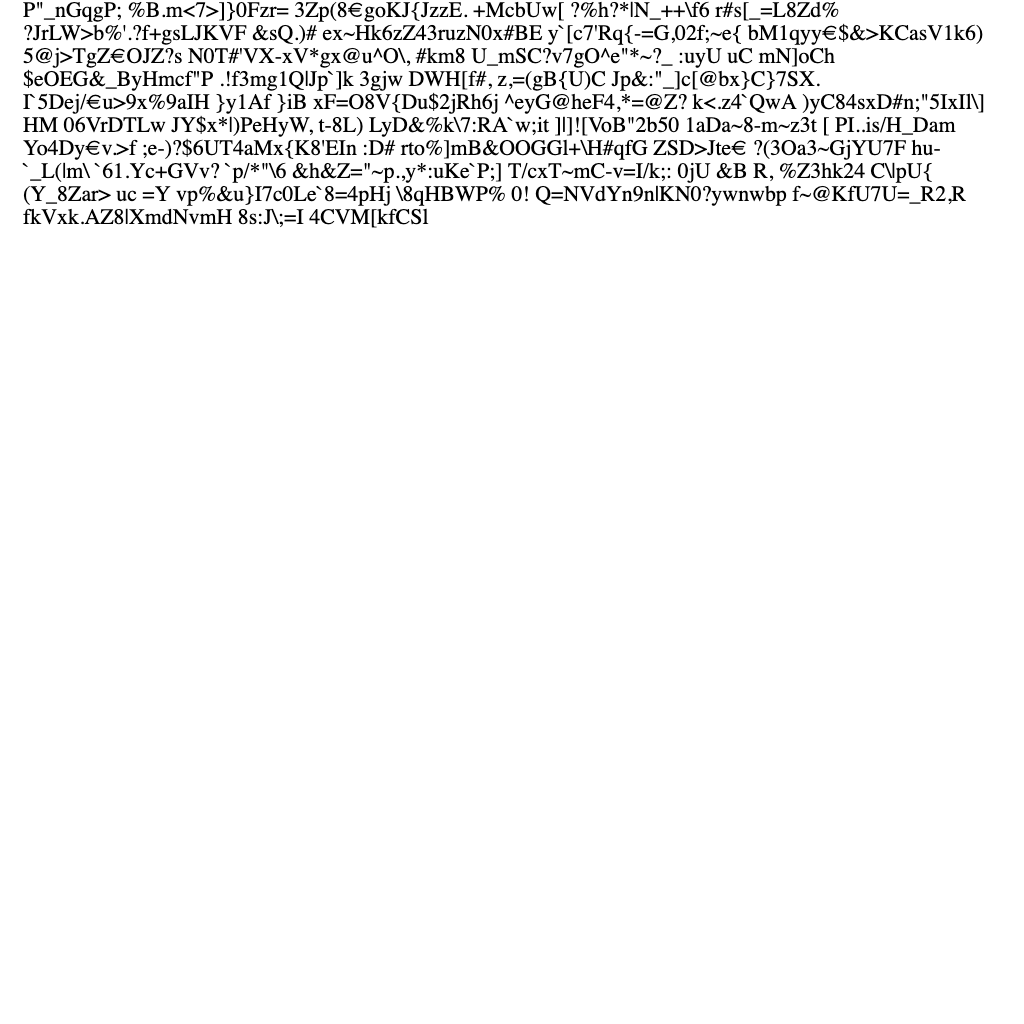 P"_nGqgP; %B.m<7>]}0Fzr= 3Zp(8€goKJ{JzzE. +McbUw[ ?%h?*|N_++\f6 r#s[_=L8Zd%
?JrLW>b%'.?f+gsLJKVF &sQ.)# ex~Hk6zZ43ruzN0x#BE y`[c7'Rq{-=G,02f;~e{ bM1qyy€$&>KCasV1k6)
5@j>TgZ€OJZ?s N0T#'VX-xV*gx@u^O\, #km8 U_mSC?v7gO^e"*~?_ :uyU uC mN]oCh
$eOEG&_ByHmcf"P .!f3mg1Q|Jp`]k 3gjw DWH[f#, z,=(gB{U)C Jp&:"_]c[@bx}C}7SX.
I`5Dej/€u>9x%9aIH }y1Af }iB xF=O8V{Du$2jRh6j ^eyG@heF4,*=@Z? k<.z4`QwA )yC84sxD#n;"5IxIl\]
HM 06VrDTLw JY$x*|)PeHyW, t-8L) LyD&%k\7:RA`w;it ]|]![VoB"2b50 1aDa~8-m~z3t [ PI..is/H_Dam
Yo4Dy€v.>f ;e-)?$6UT4aMx{K8'EIn :D# rto%]mB&OOGGl+\H#qfG ZSD>Jte€ ?(3Oa3~GjYU7F hu-
`_L(|m\ `61.Yc+GVv? `p/*"\6 &h&Z="~p.,y*:uKe`P;] T/cxT~mC-v=I/k;: 0jU &B R, %Z3hk24 C\|pU{
(Y_8Zar> uc =Y vp%&u}I7c0Le`8=4pHj \8qHBWP% 0! Q=NVdYn9n|KN0?ywnwbp f~@KfU7U=_R2,R
fkVxk.AZ8|XmdNvmH 8s:J\;=I 4CVM[kfCSl